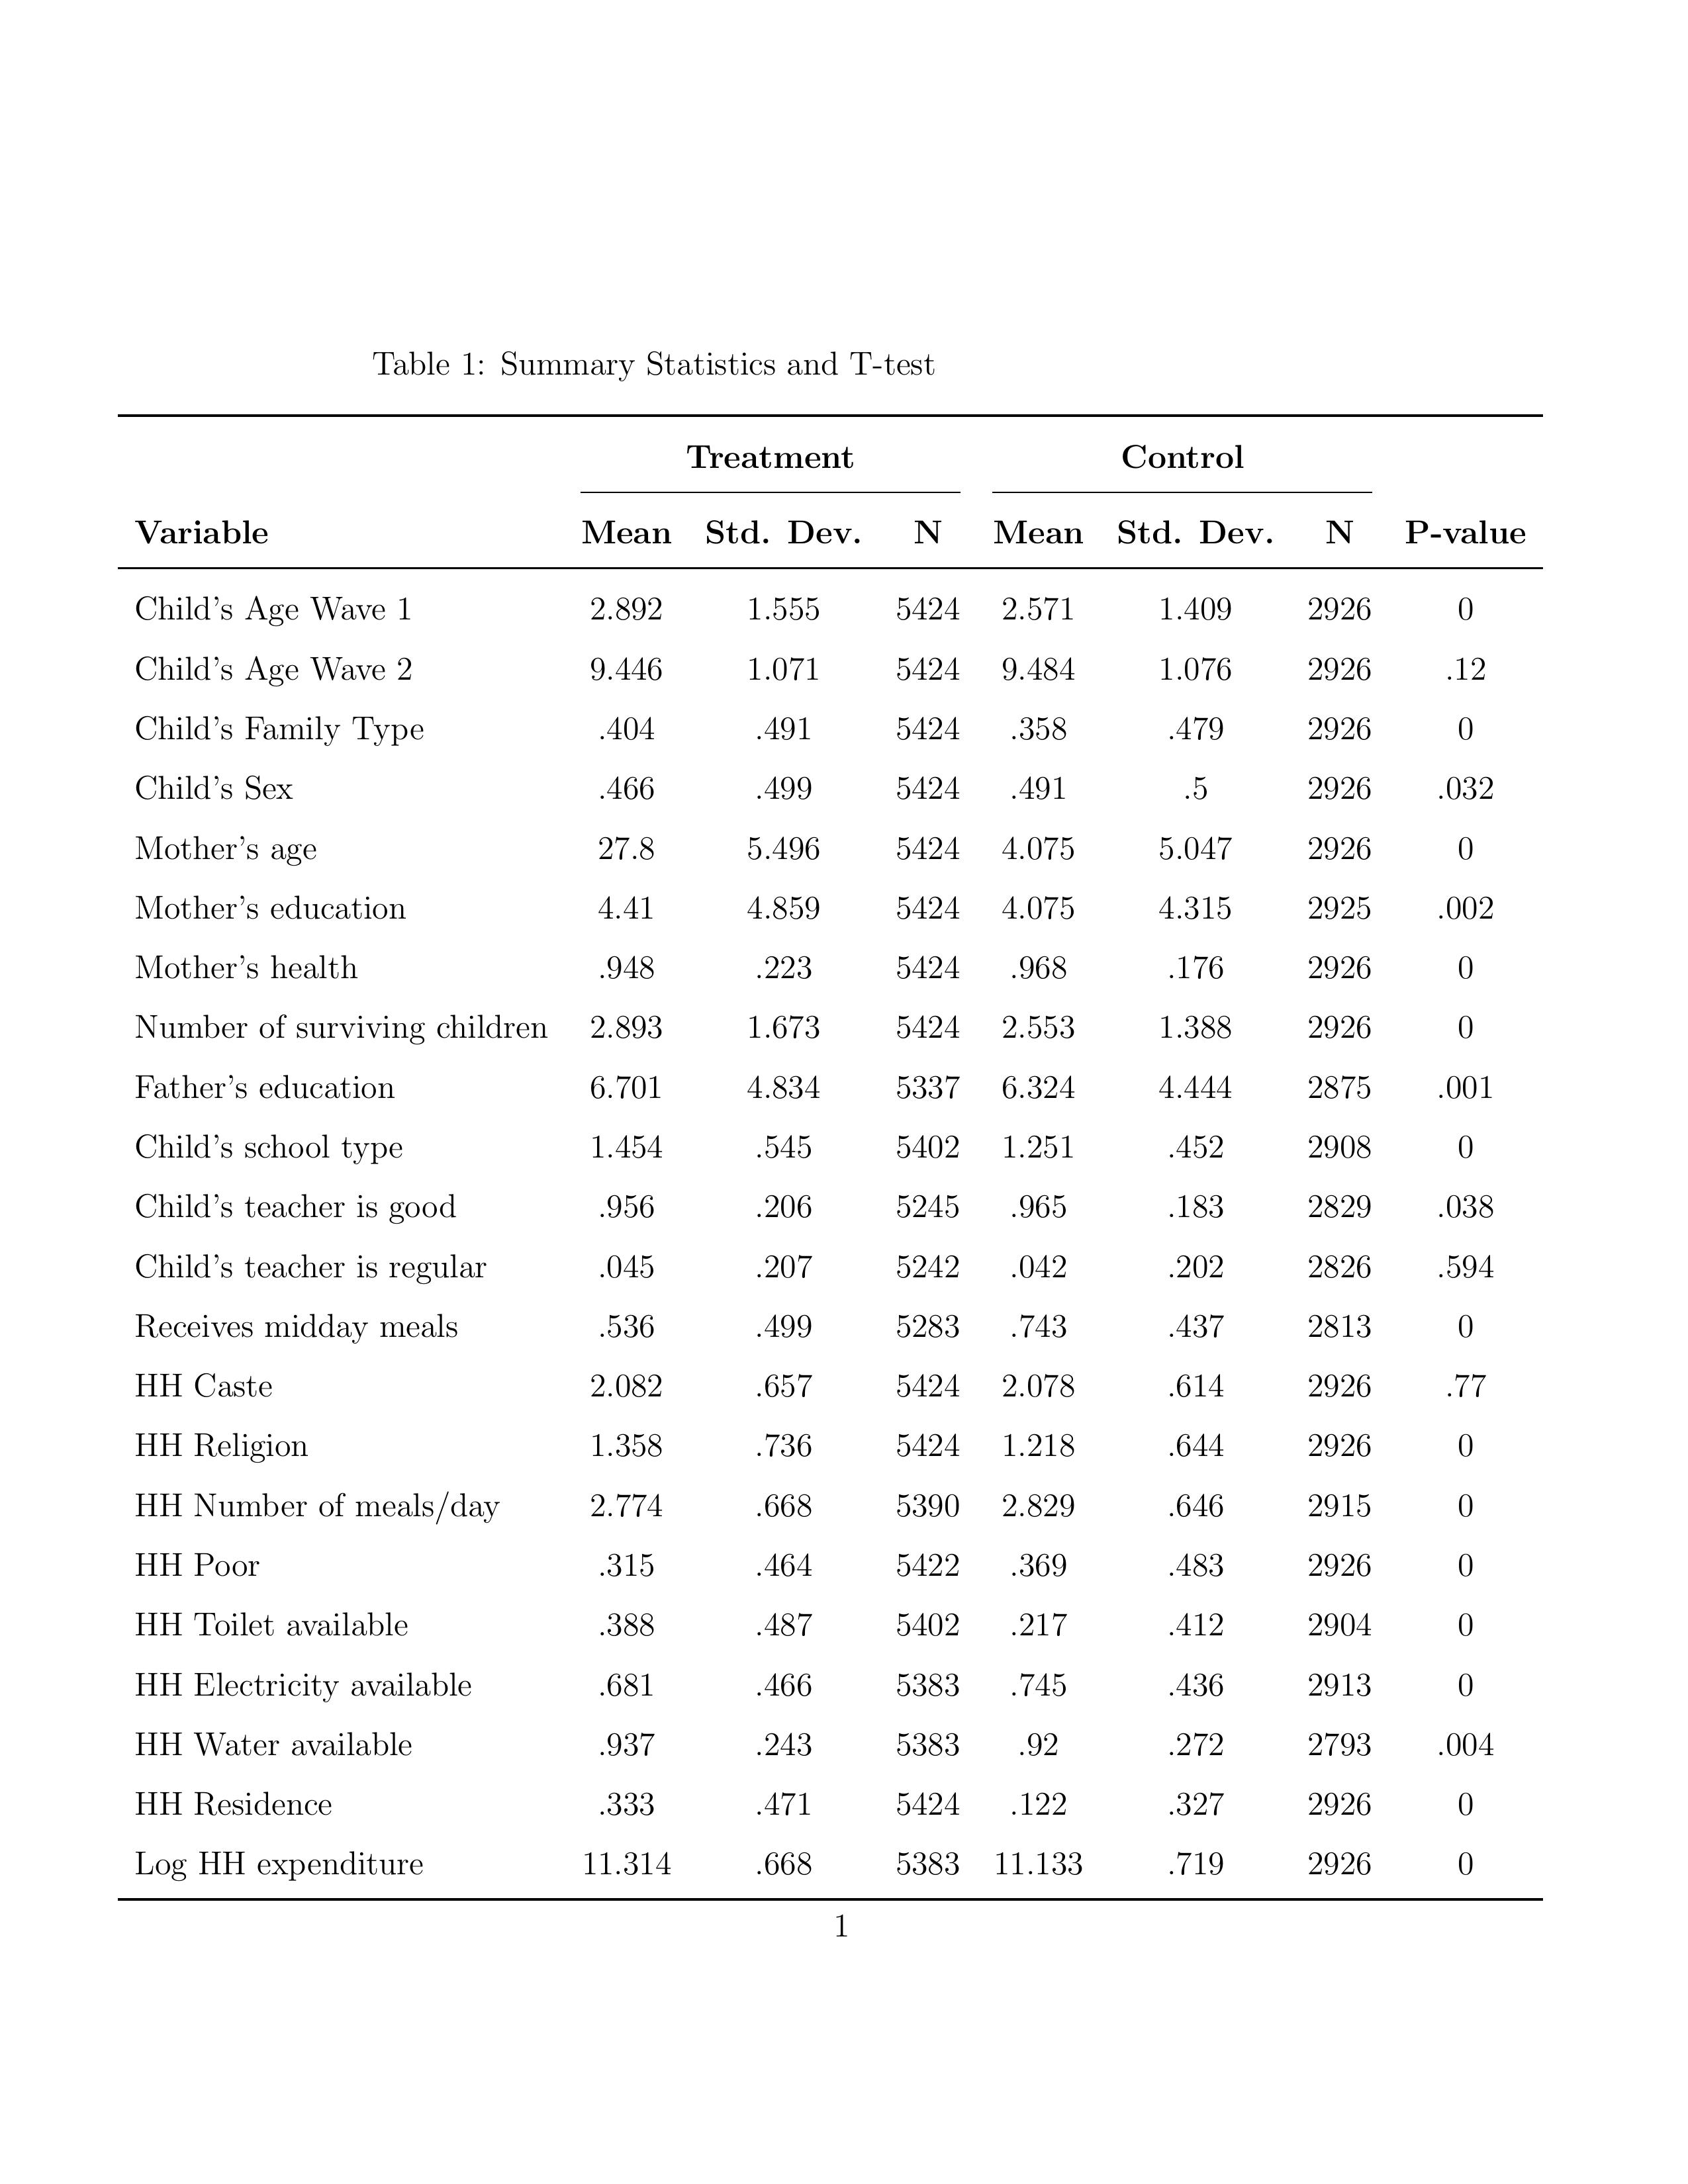 Table 1: Summary Statistics and T-test
Treatment Control
Variable Mean Std. Dev. N Mean Std. Dev. N P-value
Child's Age Wave 1 2.892 1.555 5424 2.571 1.409 2926 0
Child's Age Wave 2 9.446 1.071 5424 9.484 1.076 2926 .12
Child's Family Type .404 .491 5424 .358 .479 2926 0
Child's Sex .466 .499 5424 .491 .5 2926 .032
Mother's age 27.8 5.496 5424 4.075 5.047 2926 0
Mother's education 4.41 4.859 5424 4.075 4.315 2925 .002
Mother's health .948 .223 5424 .968 .176 2926 0
Number of surviving children 2.893 1.673 5424 2.553 1.388 2926 0
Father's education 6.701 4.834 5337 6.324 4.444 2875 .001
Child's school type 1.454 .545 5402 1.251 .452 2908 0
Child's teacher is good .956 .206 5245 .965 .183 2829 .038
Child's teacher is regular .045 .207 5242 .042 .202 2826 .594
Receives midday meals .536 .499 5283 .743 .437 2813 0
HH Caste 2.082 .657 5424 2.078 .614 2926 .77
HH Religion 1.358 .736 5424 1.218 .644 2926 0
HH Number of meals/day 2.774 .668 5390 2.829 .646 2915 0
HH Poor .315 .464 5422 .369 .483 2926 0
HH Toilet available .388 .487 5402 .217 .412 2904 0
HH Electricity available .681 .466 5383 .745 .436 2913 0
HH Water available .937 .243 5383 .92 .272 2793 .004
HH Residence .333 .471 5424 .122 .327 2926 0
Log HH expenditure 11.314 .668 5383 11.133 .719 2926 0
1